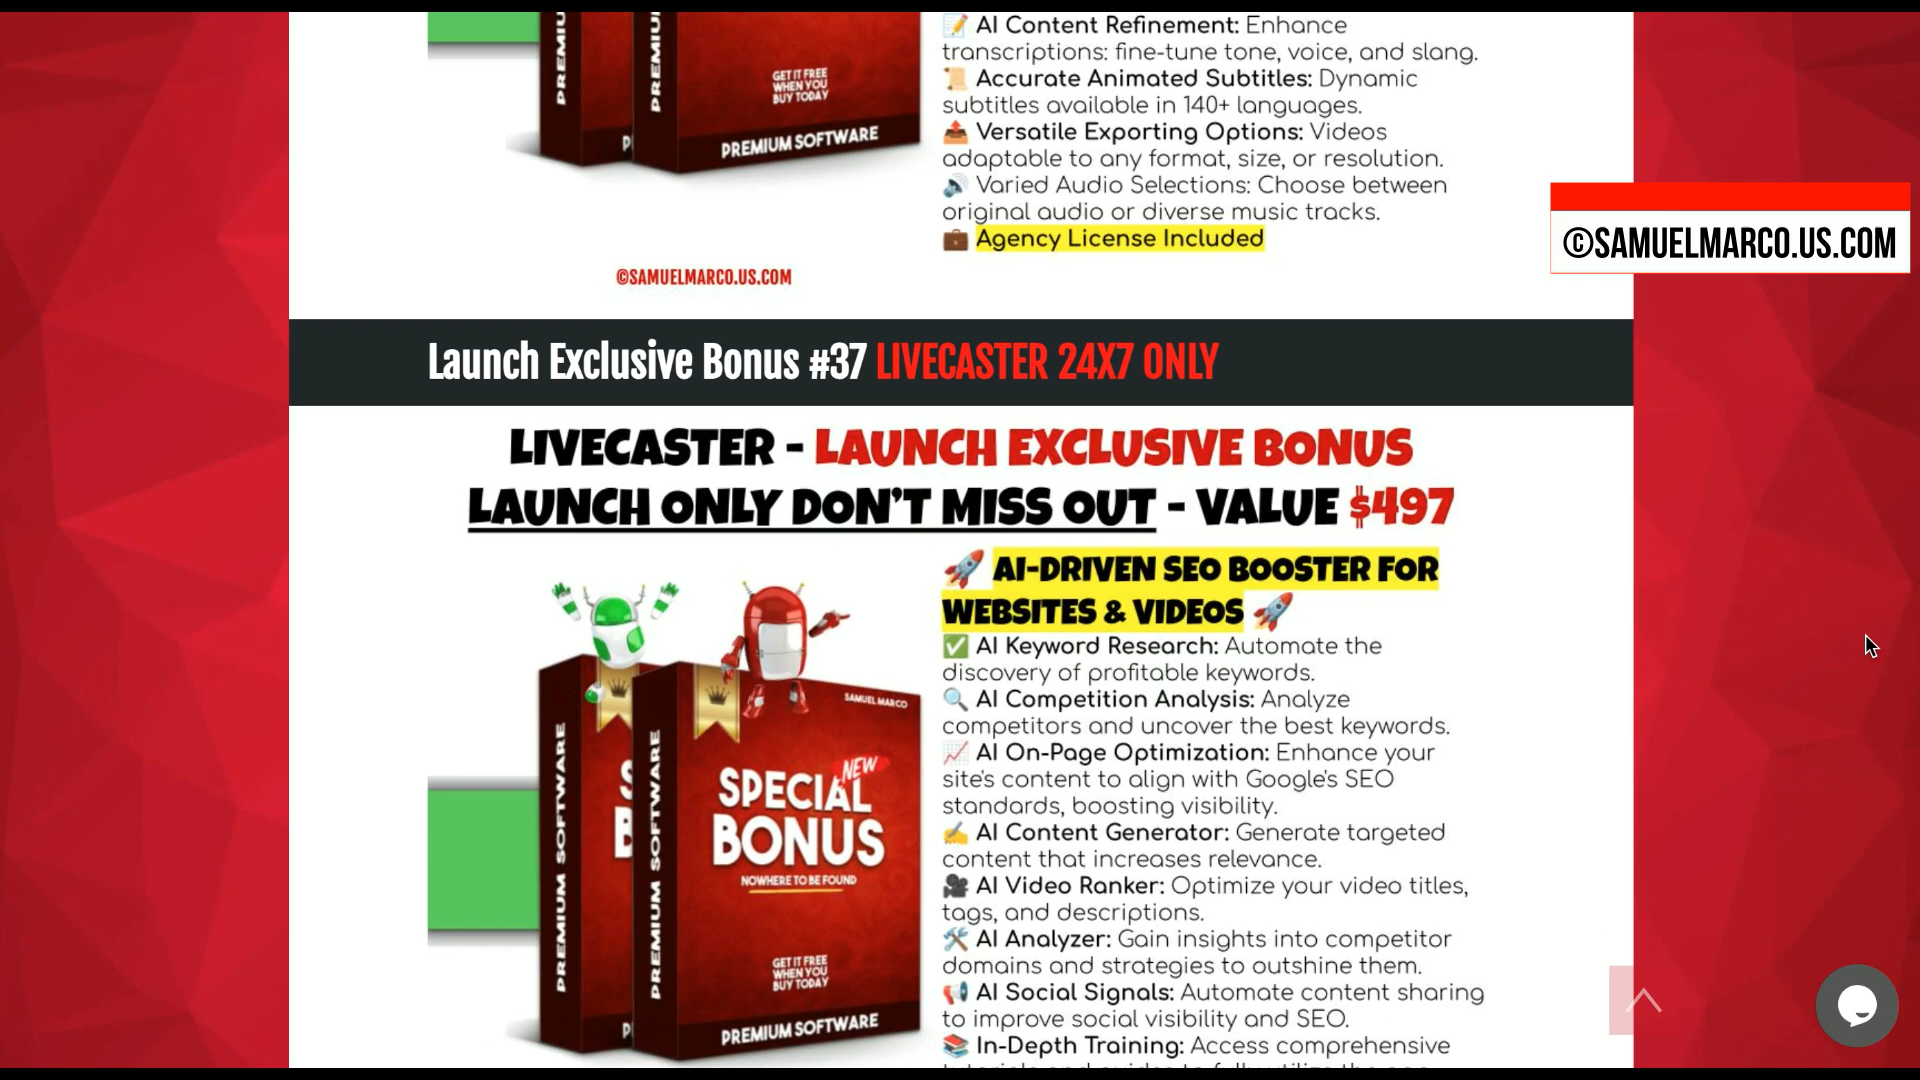 AI Content Refinement: Enhance
transcriptions: fine-tune tone, voice, and slang.
Accurate Animated Subtitles: Dynamic
subtitles available in 140+ languages.
Versatile Exporting Options: Videos
adaptable to any format, size, or resolution.
Varied Audio Selections: Choose between
original audio or diverse music tracks.
Agency License Included
PREMIU
PREMIUM
GET IT FREE
WHEN YOU
BUY TODAY
P
PREMIUM SOFTWARE
©SAMUELMARCO.US.COM
©SAMUELMARCO.US.COM
Launch Exclusive Bonus #37 LIVECASTER 24X7 ONLY
LIVECASTER - LAUNCH EXCLUSIVE BONUS
LAUNCH ONLY DON'T MISS OUT - VALUE $497
AI-DRIVEN SEO BOOSTER FOR
WEBSITES & VIDEOS
AI Keyword Research: Automate the
discovery of profitable keywords.
AI Competition Analysis: Analyze
competitors and uncover the best keywords.
AI On-Page Optimization: Enhance your
site's content to align with Google's SEO
standards, boosting visibility.
AI Content Generator: Generate targeted
content that increases relevance.
AI Video Ranker: Optimize your video titles,
tags, and descriptions.
AI Analyzer: Gain insights into competitor
domains and strategies to outshine them.
AI Social Signals: Automate content sharing
to improve social visibility and SEO.
In-Depth Training: Access comprehensive
PREMIUM SOFTWARE
S
B
P
PREMIUM SOFTWARE
SAMUEL MARCO
NEW
SPECIAL
BONUS
NOWHERE TO BE FOUND
GET IT FREE
WHEN YOU
BUY TODAY
PREMIUM SOFTWARE